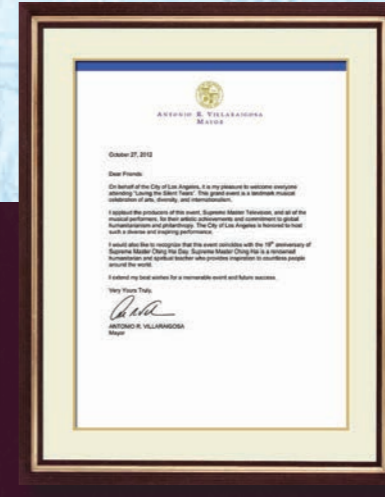 ANTONIO R. VILLARAIGOSA
MAYOR
October 27, 2012
Dear Friends:
On behalf of the City of Los Angeles, it is my pleasure to welcome everyone
attending "Loving the Silent Tears". This grand event is a landmark musical
celebration of arts, diversity, and internationalism.
I applaud the producers of this event, Supreme Master Television, and all of the
musical performers, for their artistic achievements and commitment to global
humanitarianism and philanthropy. The City of Los Angeles is honored to host
such a diverse and inspiring performance.
I would also like to recognize that this event coincides with the 19th anniversary of
Supreme Master Ching Hai Day. Supreme Master Ching Hai is a renowned
humanitarian and spiritual teacher who provides inspiration to countless people
around the world.
I extend my best wishes for a memorable event and future success.
Very Yours Truly,
ANTONIO R. VILLARAIGOSA
Mayor